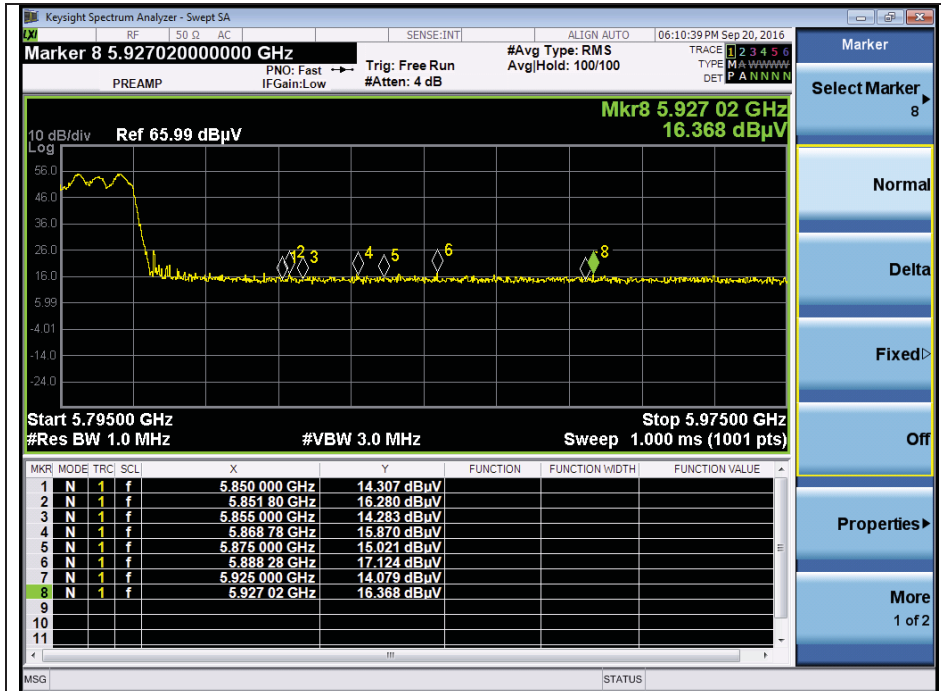 Keysight Spectrum Analyzer - Swept SA
LXI RF 50 Ω AC SENSE:INT ALIGN AUTO 06:10:39 PM Sep 20, 2016
Marker 8 5.927020000000 GHz
PREAMP
PNO: Fast
IFGain:Low
Trig: Free Run
#Atten: 4 dB
#Avg Type: RMS
Avg|Hold: 100/100
TRACE 1 2 3 4 5 6
TYPE M A W W W W
DET P A N N N N
Mkr8 5.927 02 GHz
16.368 dBµV
10 dB/div Ref 65.99 dBµV
Log
56.0
46.0
36.0
26.0
16.0
5.99
-4.01
-14.0
-24.0
2 3 4 5 6 8
Start 5.79500 GHz Stop 5.97500 GHz
#Res BW 1.0 MHz #VBW 3.0 MHz Sweep 1.000 ms (1001 pts)
MKR MODE TRC SCL X Y FUNCTION FUNCTION WIDTH FUNCTION VALUE
1 N 1 f 5.850 000 GHz 14.307 dBµV
2 N 1 f 5.851 80 GHz 16.280 dBµV
3 N 1 f 5.855 000 GHz 14.283 dBµV
4 N 1 f 5.868 78 GHz 15.870 dBµV
5 N 1 f 5.875 000 GHz 15.021 dBµV
6 N 1 f 5.888 28 GHz 17.124 dBµV
7 N 1 f 5.925 000 GHz 14.079 dBµV
8 N 1 f 5.927 02 GHz 16.368 dBµV
9
10
11
MSG STATUS
Marker
Select Marker
8
Normal
Delta
Fixed
Off
Properties
More
1 of 2